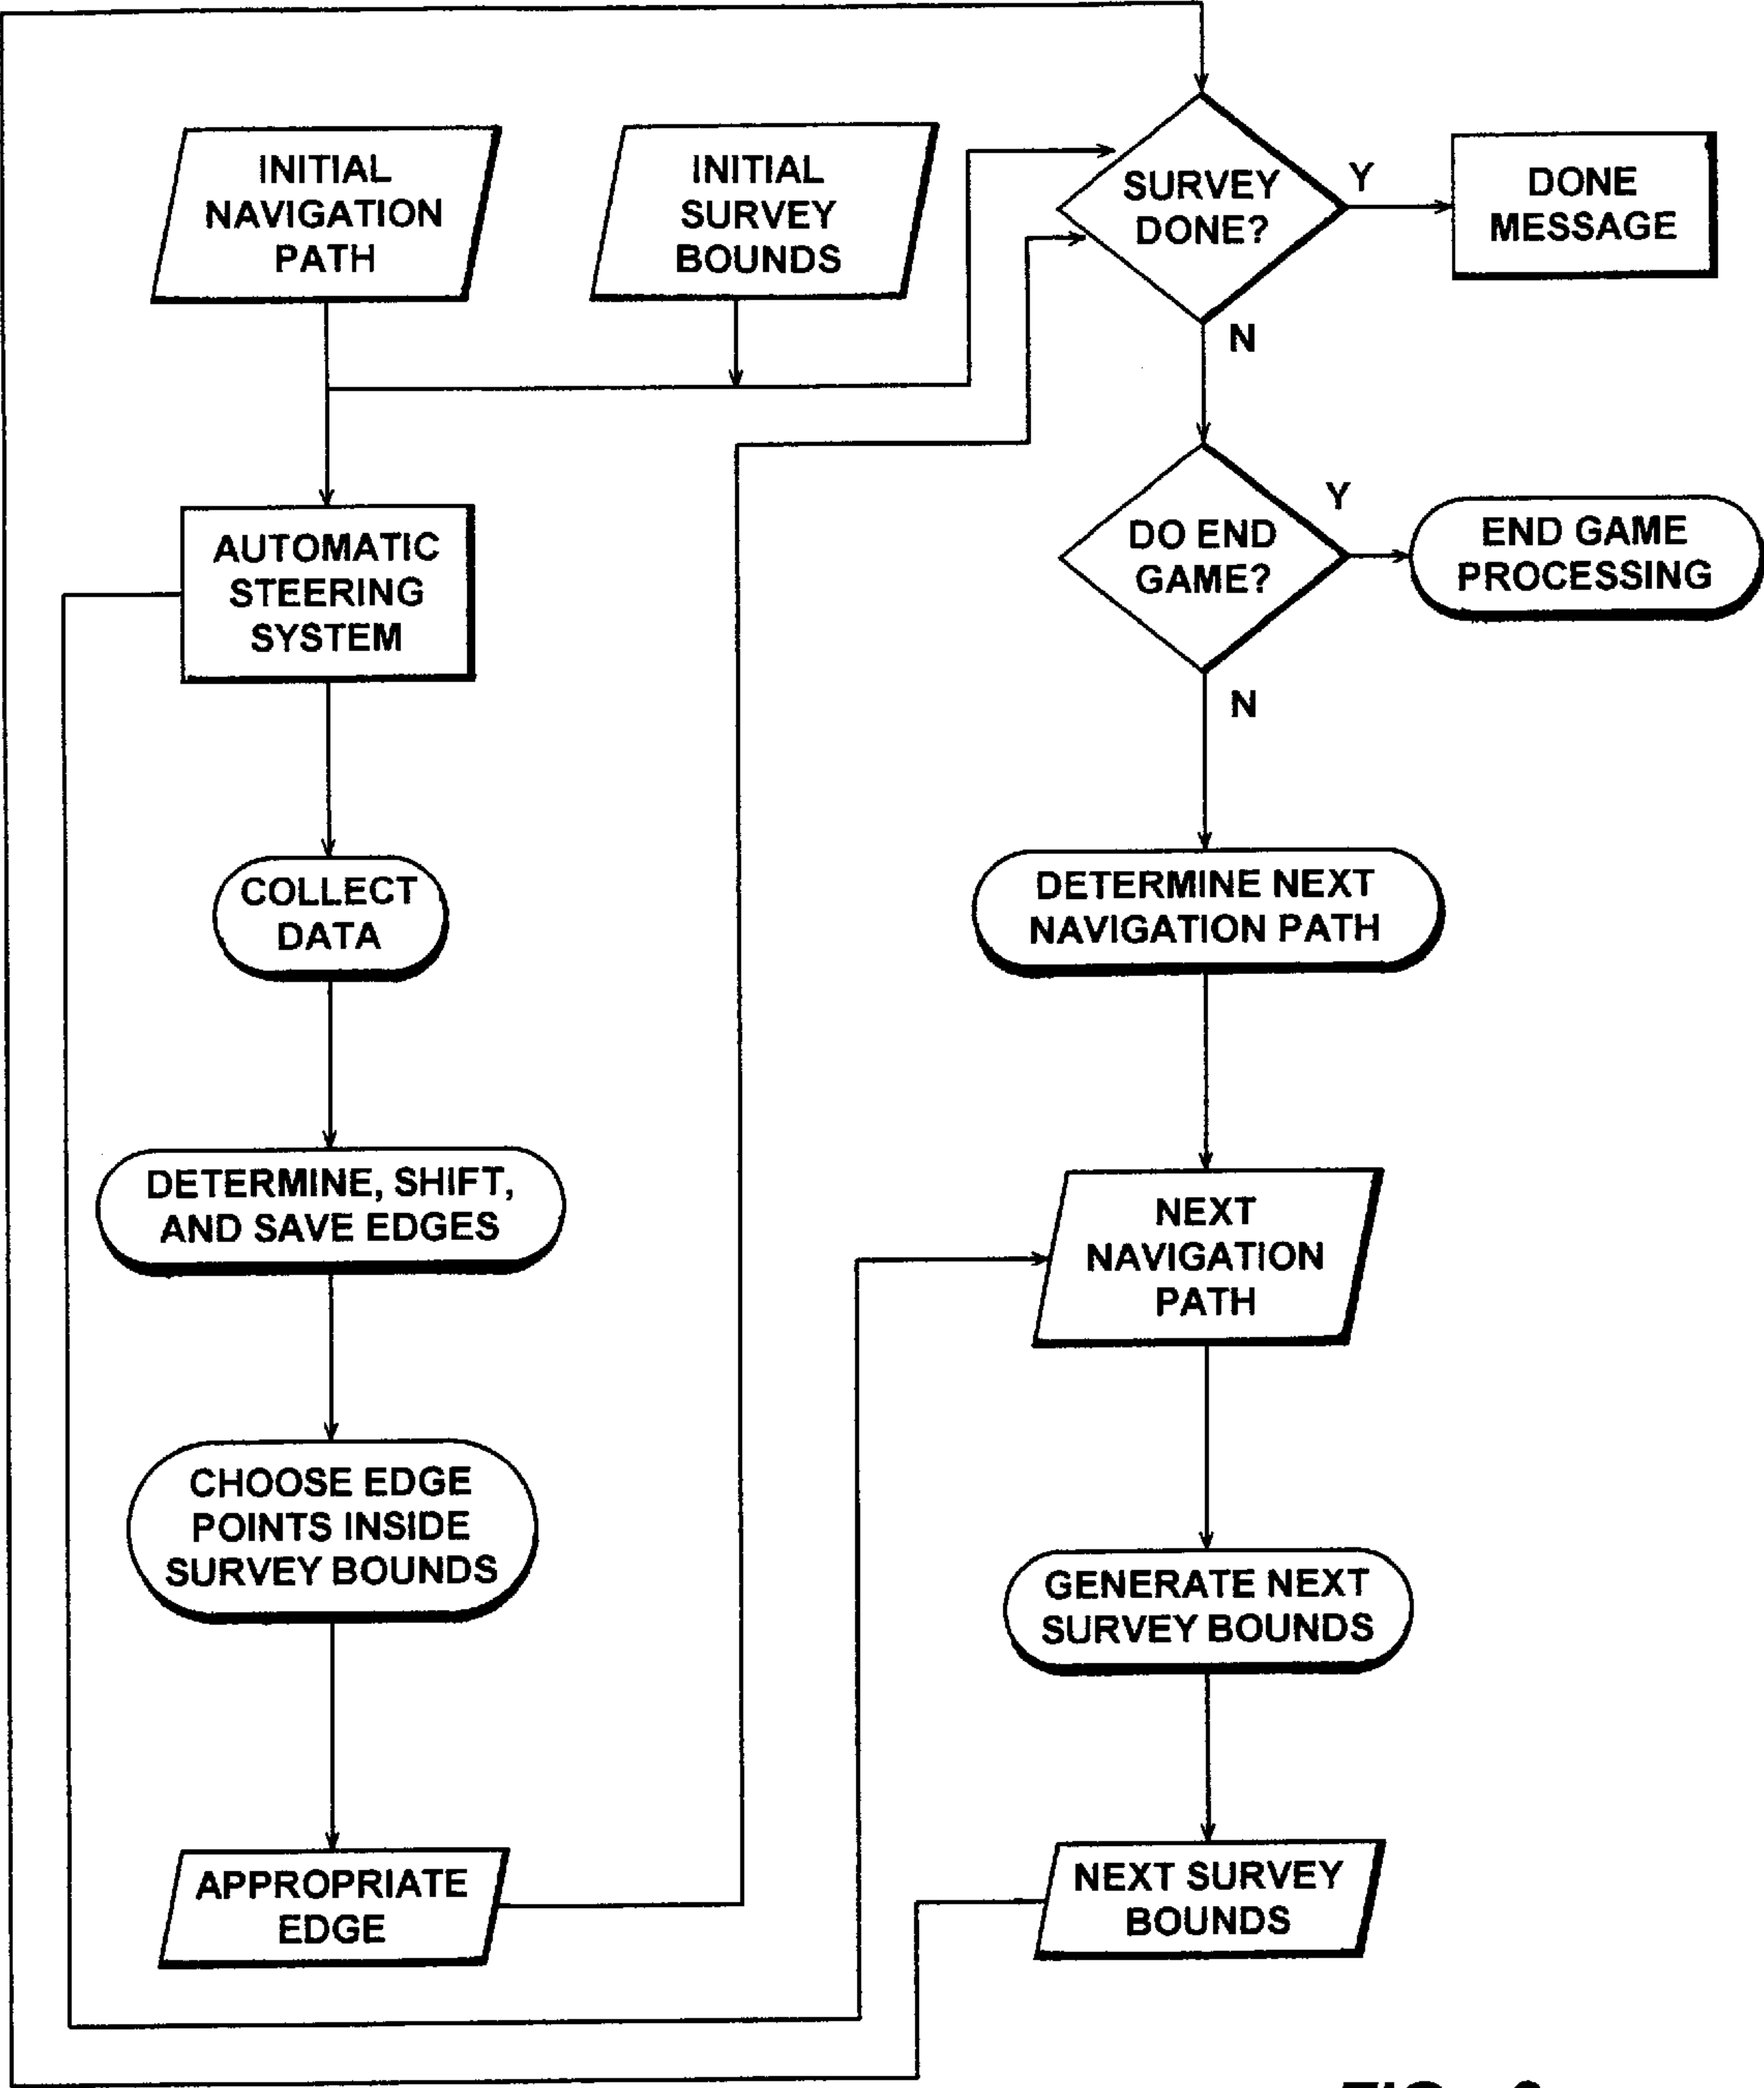 INITIAL
NAVIGATION
PATH
INITIAL
SURVEY
BOUNDS
SURVEY
DONE?
Y
DONE
MESSAGE
N
AUTOMATIC
STEERING
SYSTEM
DO END
GAME?
Y
END GAME
PROCESSING
N
COLLECT
DATA
DETERMINE NEXT
NAVIGATION PATH
DETERMINE, SHIFT,
AND SAVE EDGES
NEXT
NAVIGATION
PATH
CHOOSE EDGE
POINTS INSIDE
SURVEY BOUNDS
GENERATE NEXT
SURVEY BOUNDS
APPROPRIATE
EDGE
NEXT SURVEY
BOUNDS